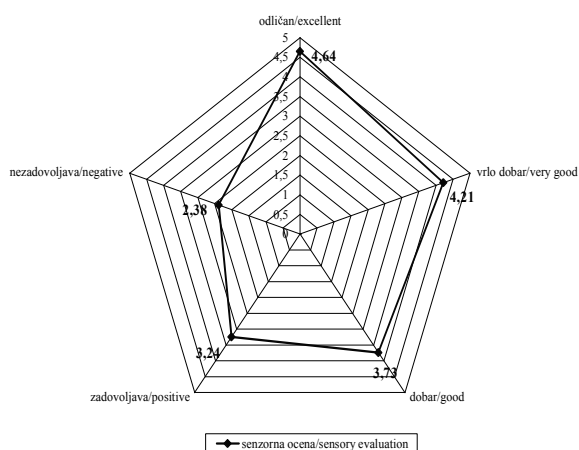 odličan/excellent
5
4,5
4
3,5
3
2,5
2
1,5
1
0,5
0
4,64
vrlo dobar/very good
4,21
nezadovoljava/negative
2,38
3,24
3,73
zadovoljava/positive
dobar/good
senzorna ocena/sensory evaluation